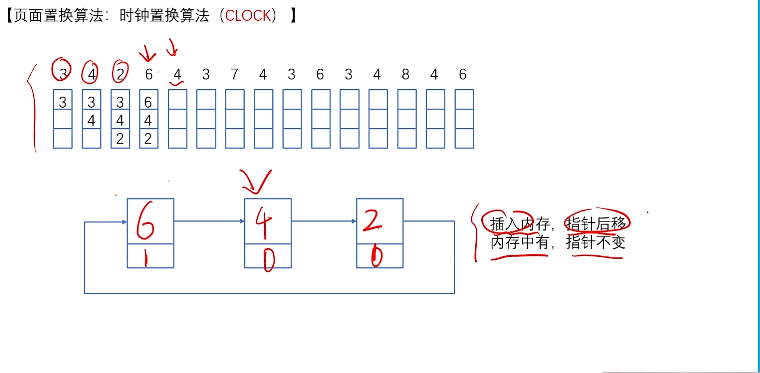 【页面置换算法：时钟置换算法（CLOCK）】
3 4 2 6 4 3 7 4 3 6 3 4 8 4 6
3 3 3 6
4 4 4
2 2
6 4 2
1 0 0
插入内存，指针后移
内存中有，指针不变